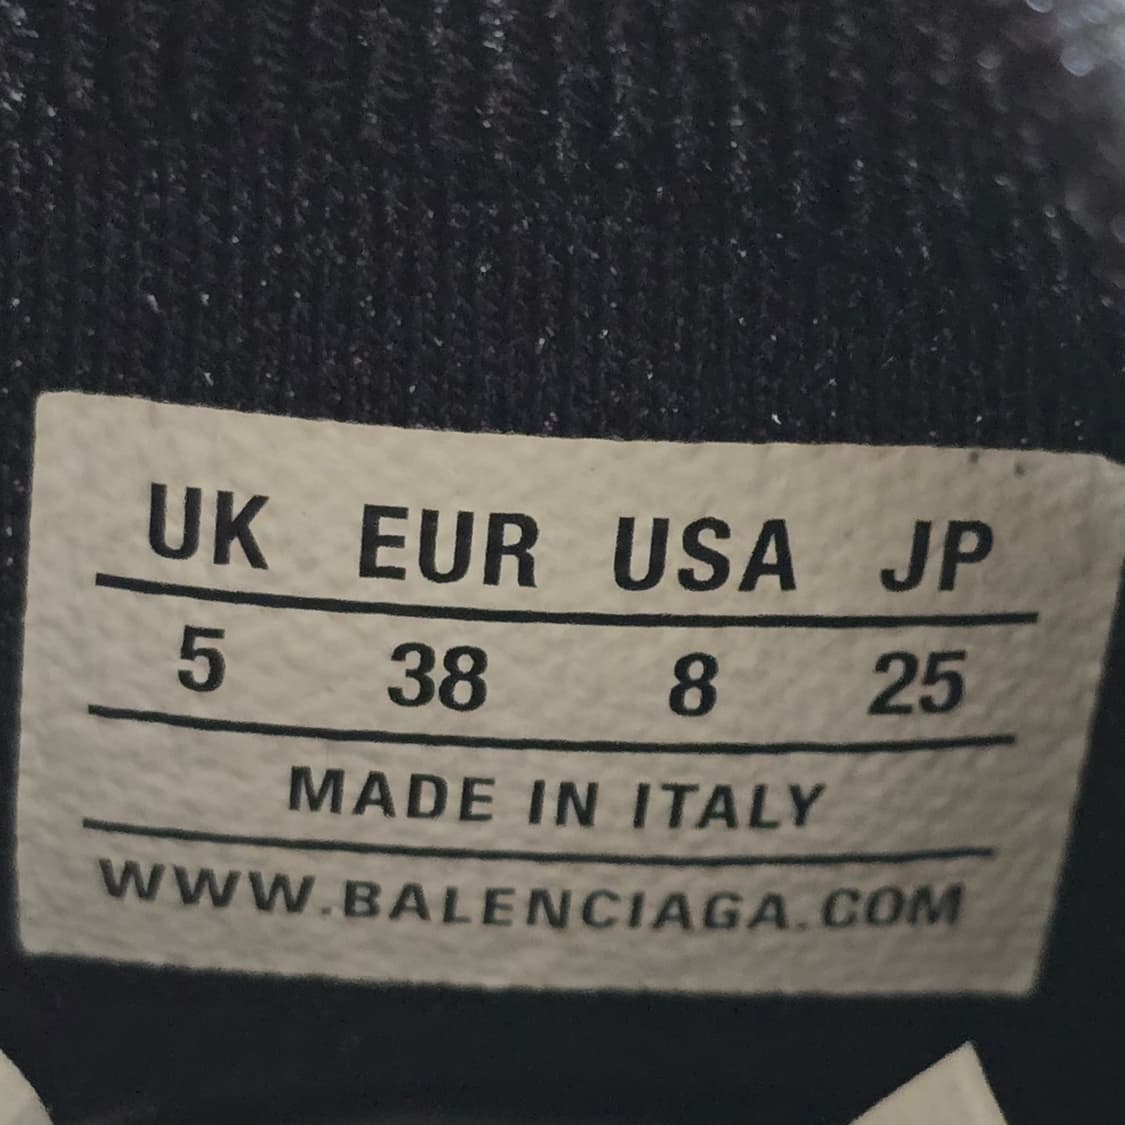 UK EUR USA JP
5 38 8 25
MADE IN ITALY
WWW.BALENCIAGA.COM